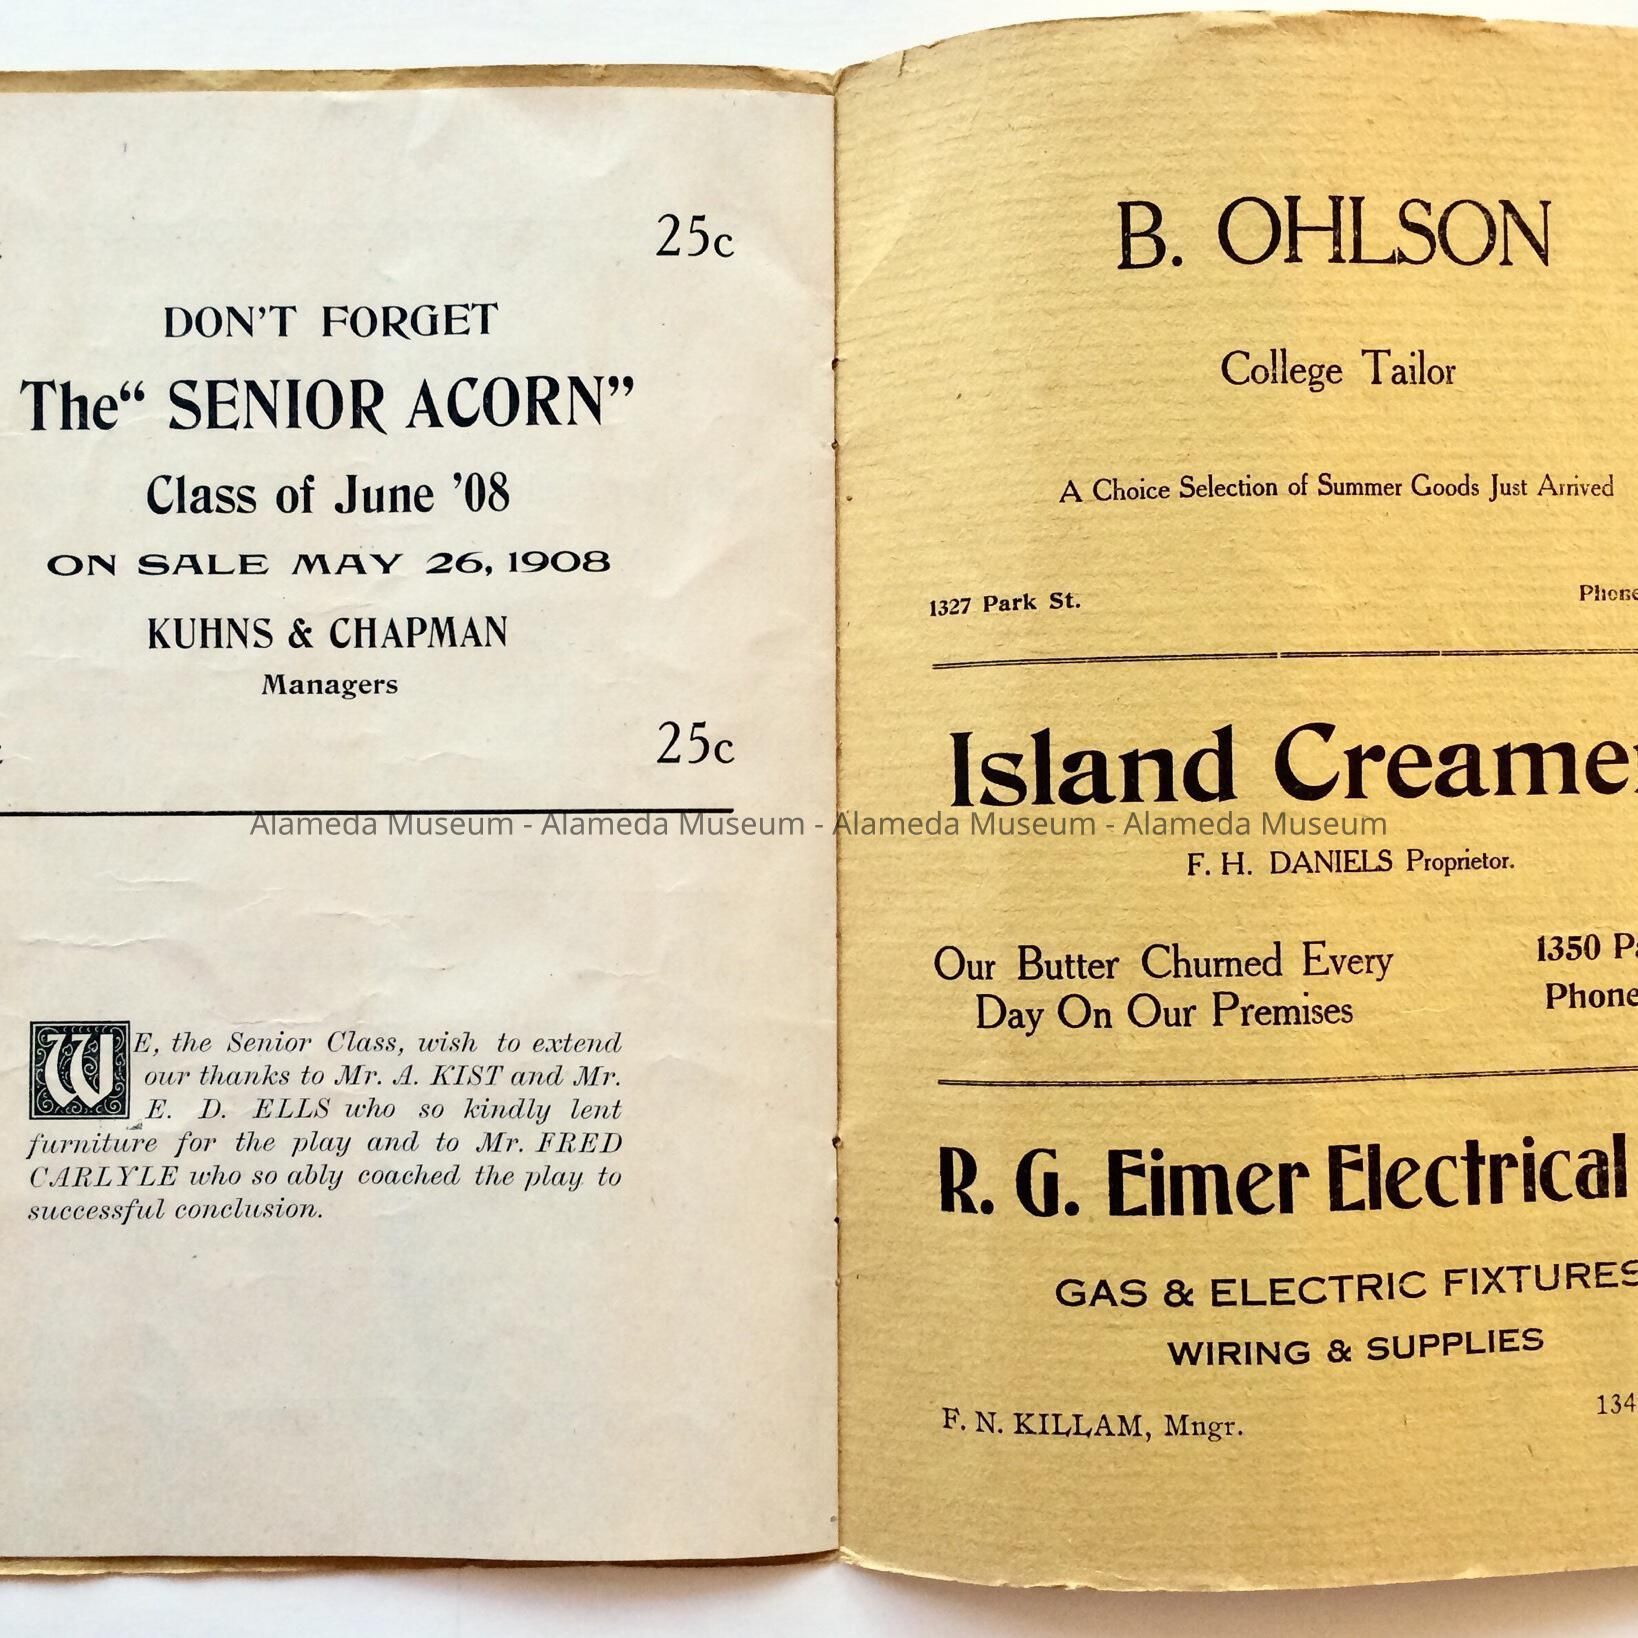 25c
DON'T FORGET
The“ SENIOR ACORN”
Class of June '08
ON SALE MAY 26, 1908
KUHNS & CHAPMAN
Managers
25c
WE, the Senior Class, wish to extend
our thanks to Mr. A. KIST and Mr.
E. D. ELLS who so kindly lent
furniture for the play and to Mr. FRED
CARLYLE who so ably coached the play to
successful conclusion.
B. OHLSON
College Tailor
A Choice Selection of Summer Goods Just Arrived
1327 Park St.
Phone
Island
F. H. DANIELS Proprietor.
Our Butter Churned Every
Day On Our Premises
1350
Phone
R. G. Eimer Electrical
GAS & ELECTRIC FIXTURES
WIRING & SUPPLIES
F. N. KILLAM, Mngr.
Alameda Museum - Alameda Museum - Alameda Museum - Alameda Museum